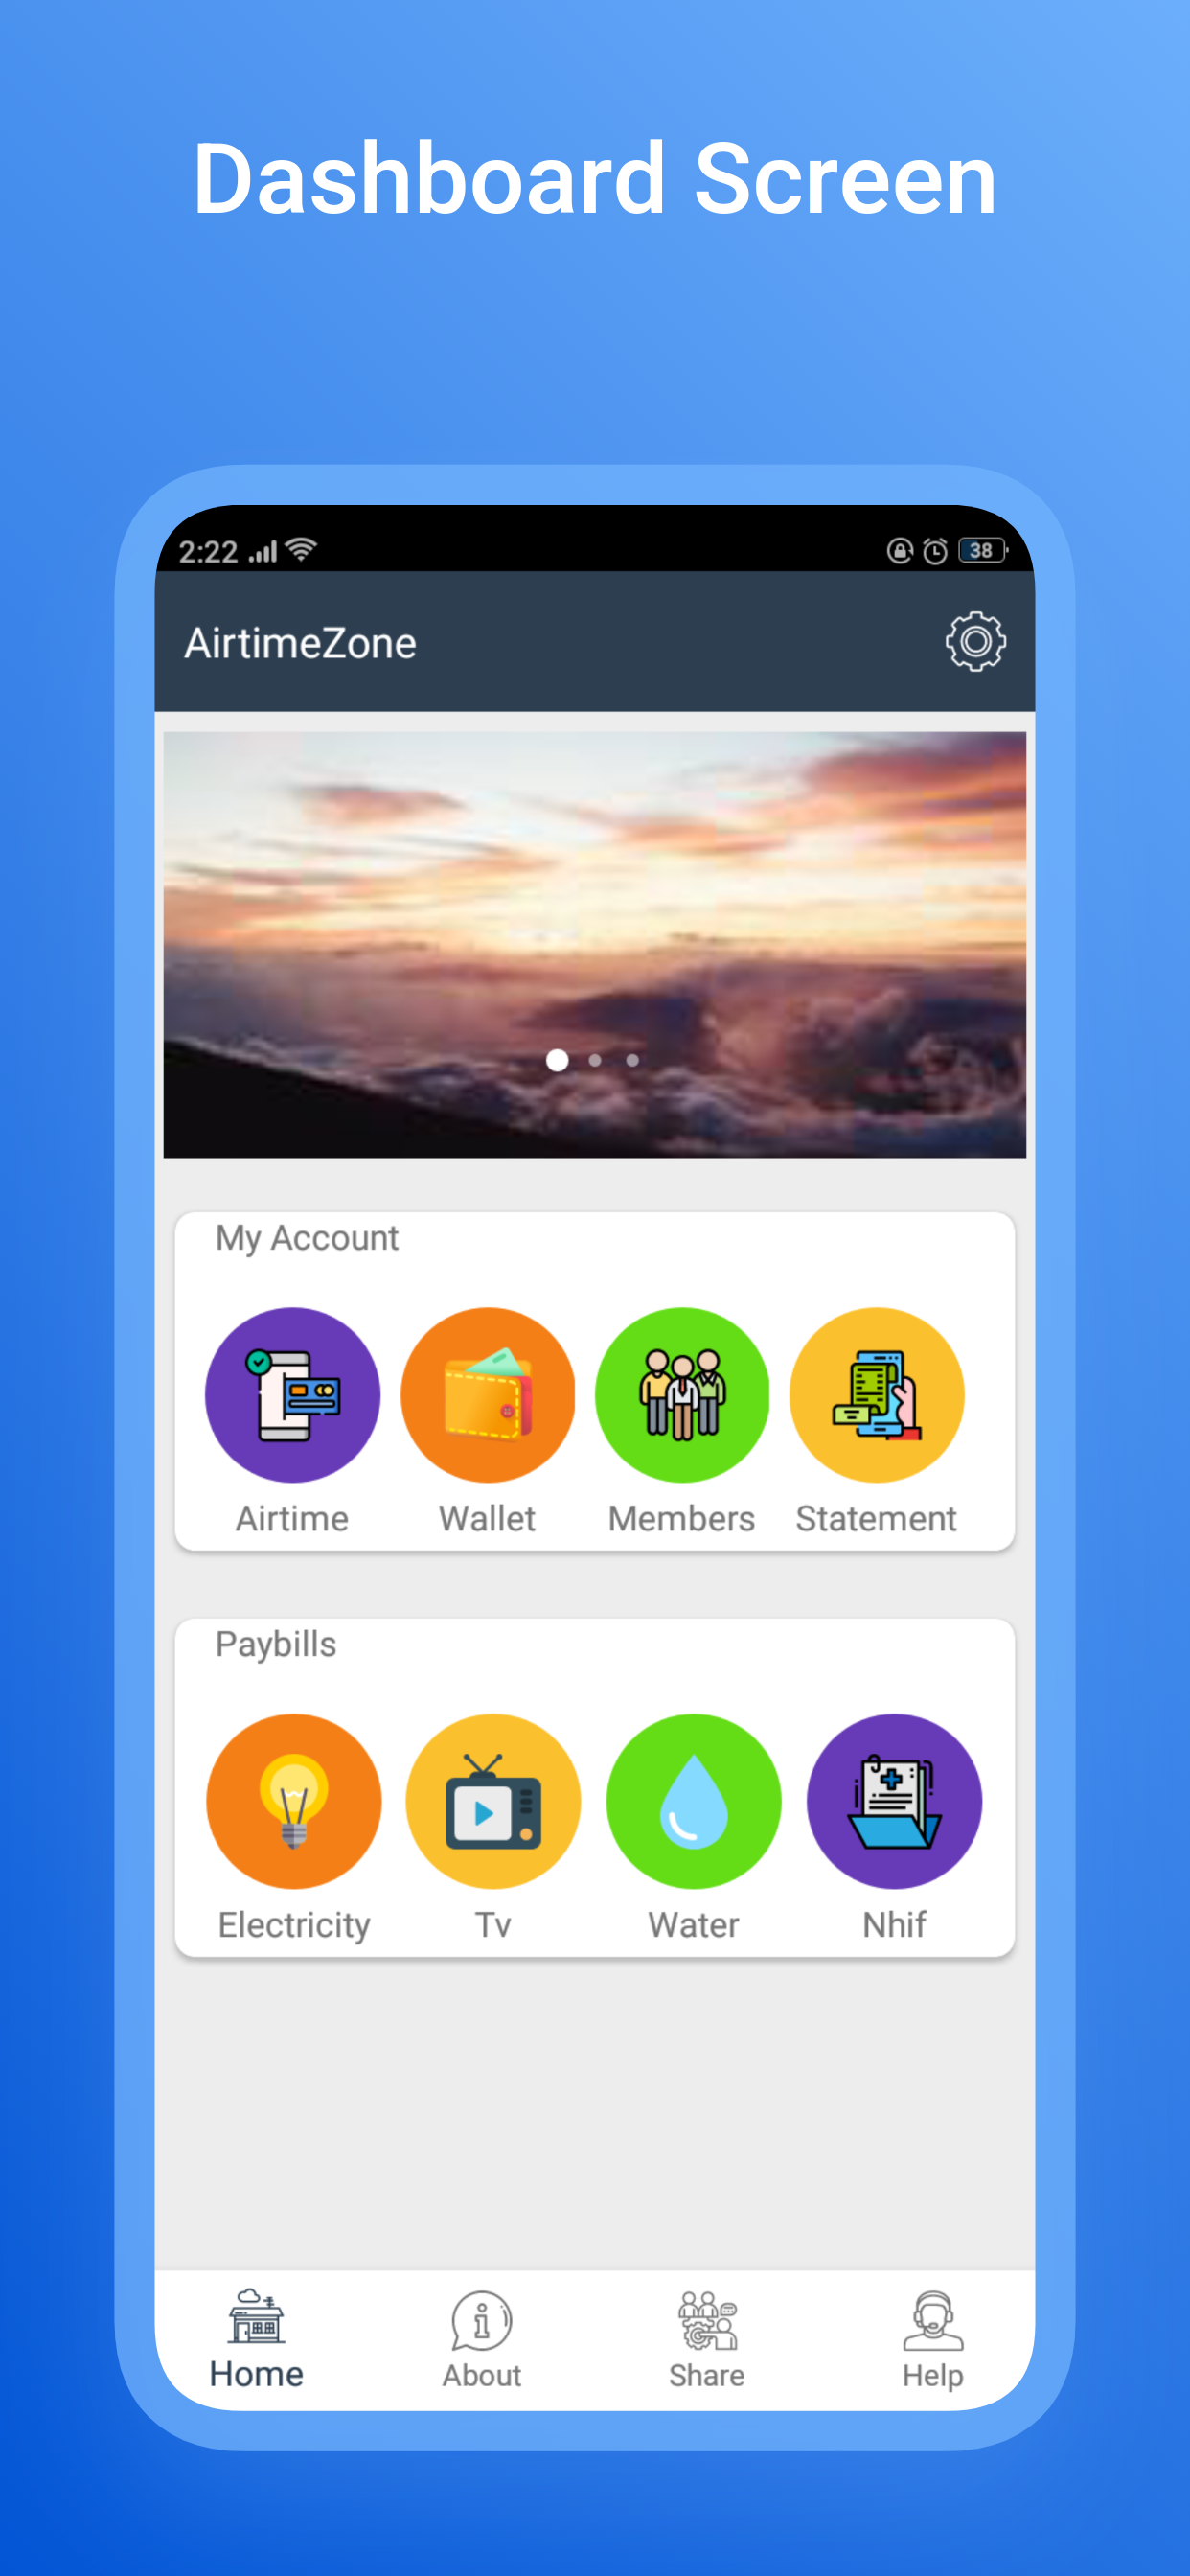 Dashboard Screen
2:22 38
AirtimeZone
My Account
Airtime Wallet Members Statement
Paybills
Electricity Tv Water Nhif
Home About Share Help